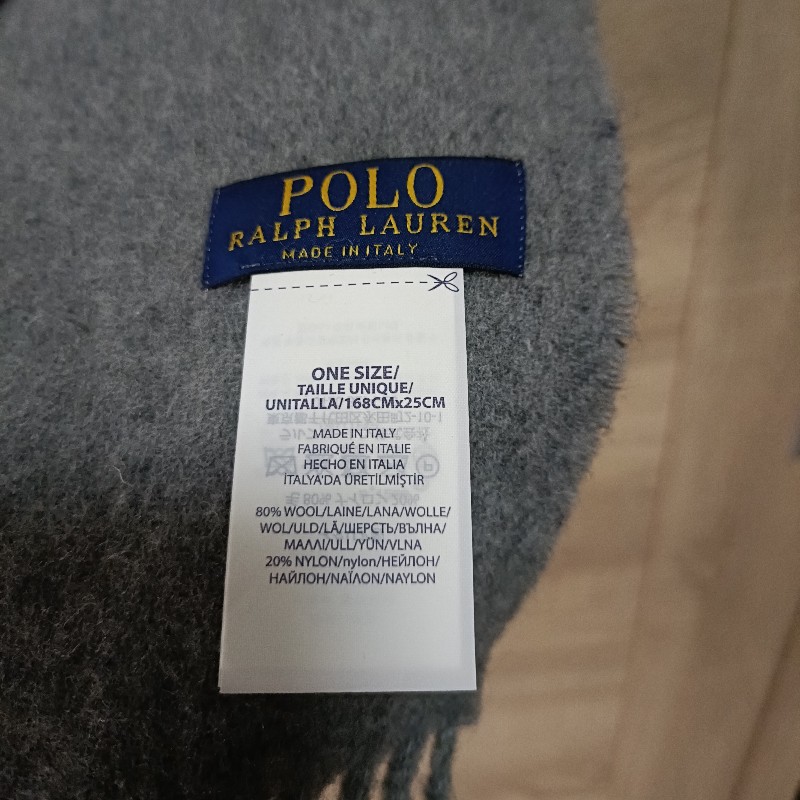 POLO
RALPH LAUREN
MADE IN ITALY
ONE SIZE/
TAILLE UNIQUE/
UNITALLA/168CMx25CM
MADE IN ITALY
FABRIQUÉ EN ITALIE
HECHO EN ITALIA
İTALYA'DA ÜRETİLMİŞTİR
80% WOOL/LAINE/LANA/WOLLE/
WOL/ULD/LÃ/ШЕРСТЬ/ВЪЛНА/
ΜΑΛΛΙ/ULL/YÜN/VLNA
20% NYLON/nylon/НЕЙЛОН/
НАЙЛОН/ΝΑΪΛΟΝ/NAYLON